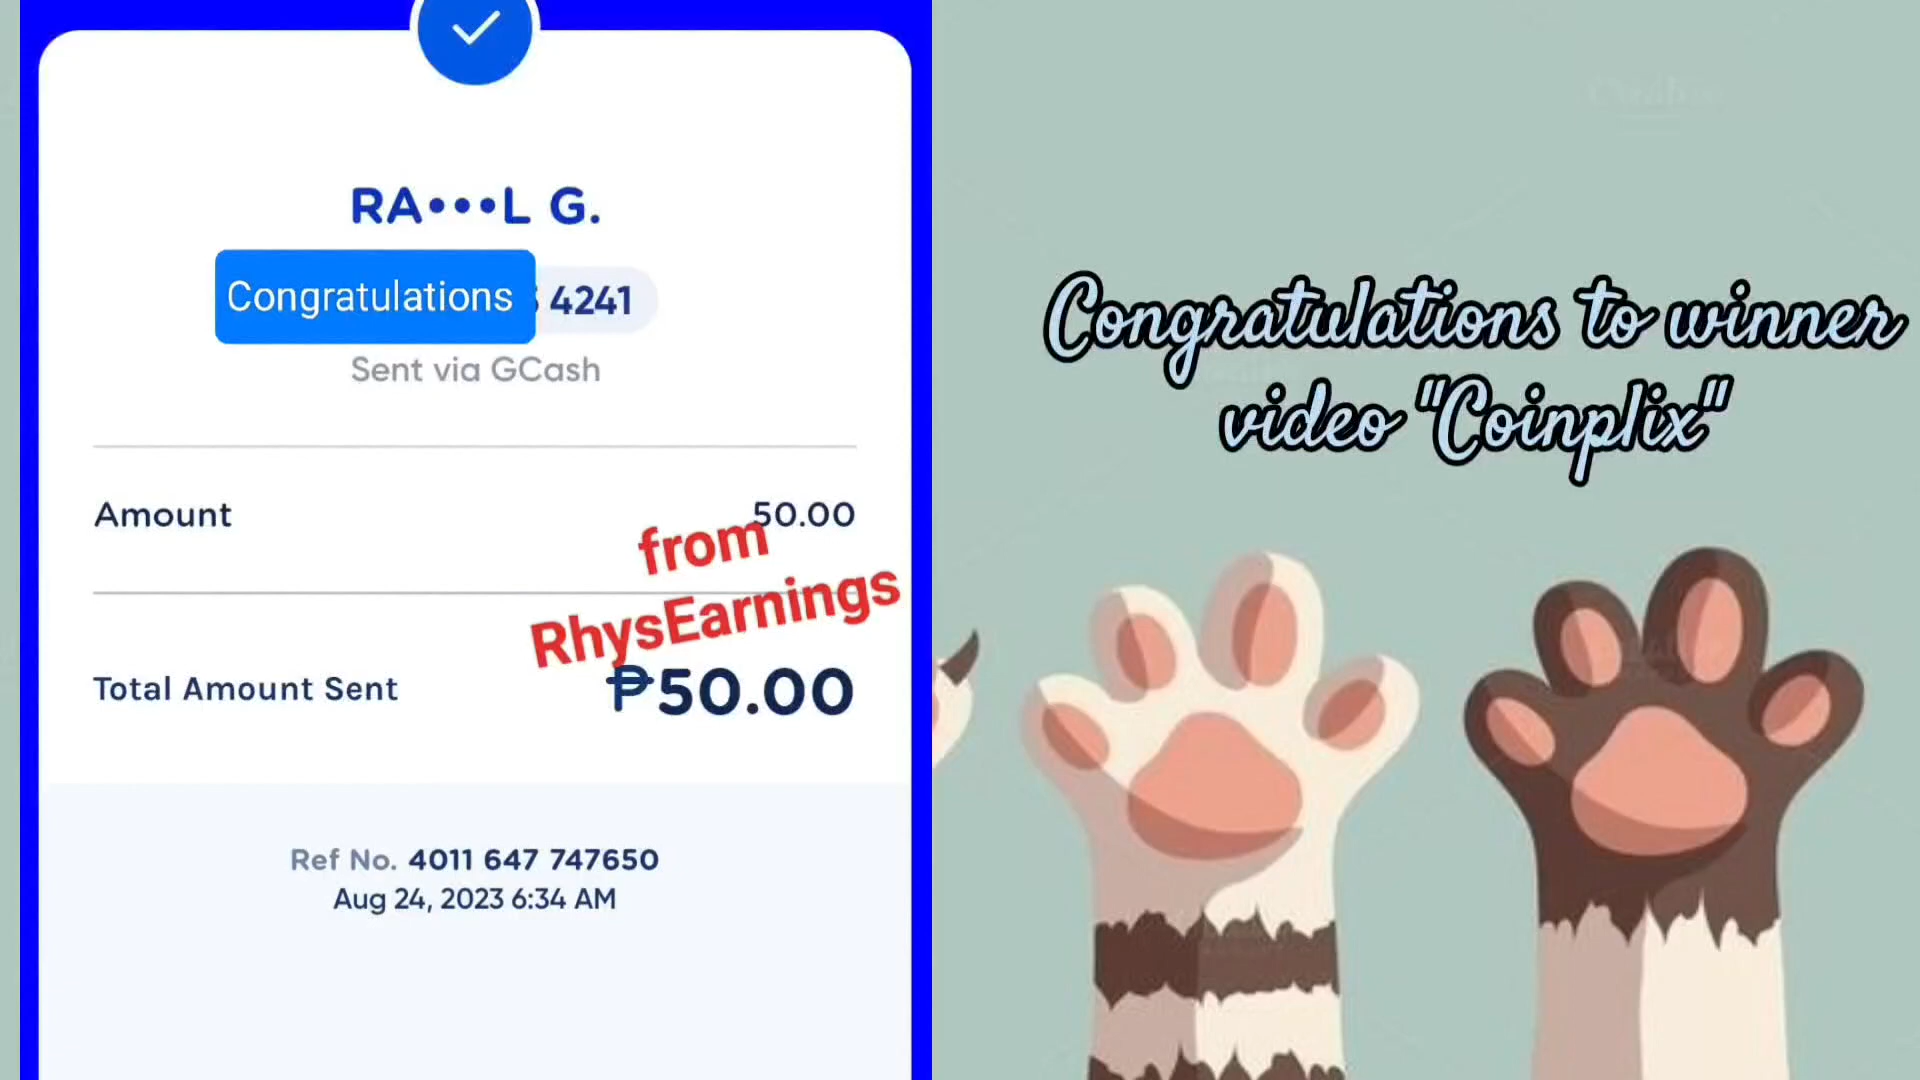 RA•••L G.
Congratulations
4241
Sent via GCash
Amount
50.00
from
RhysEarnings
Total Amount Sent
₱50.00
Ref No. 4011 647 747650
Aug 24, 2023 6:34 AM
Congratulations to winner
video "Coinplix"